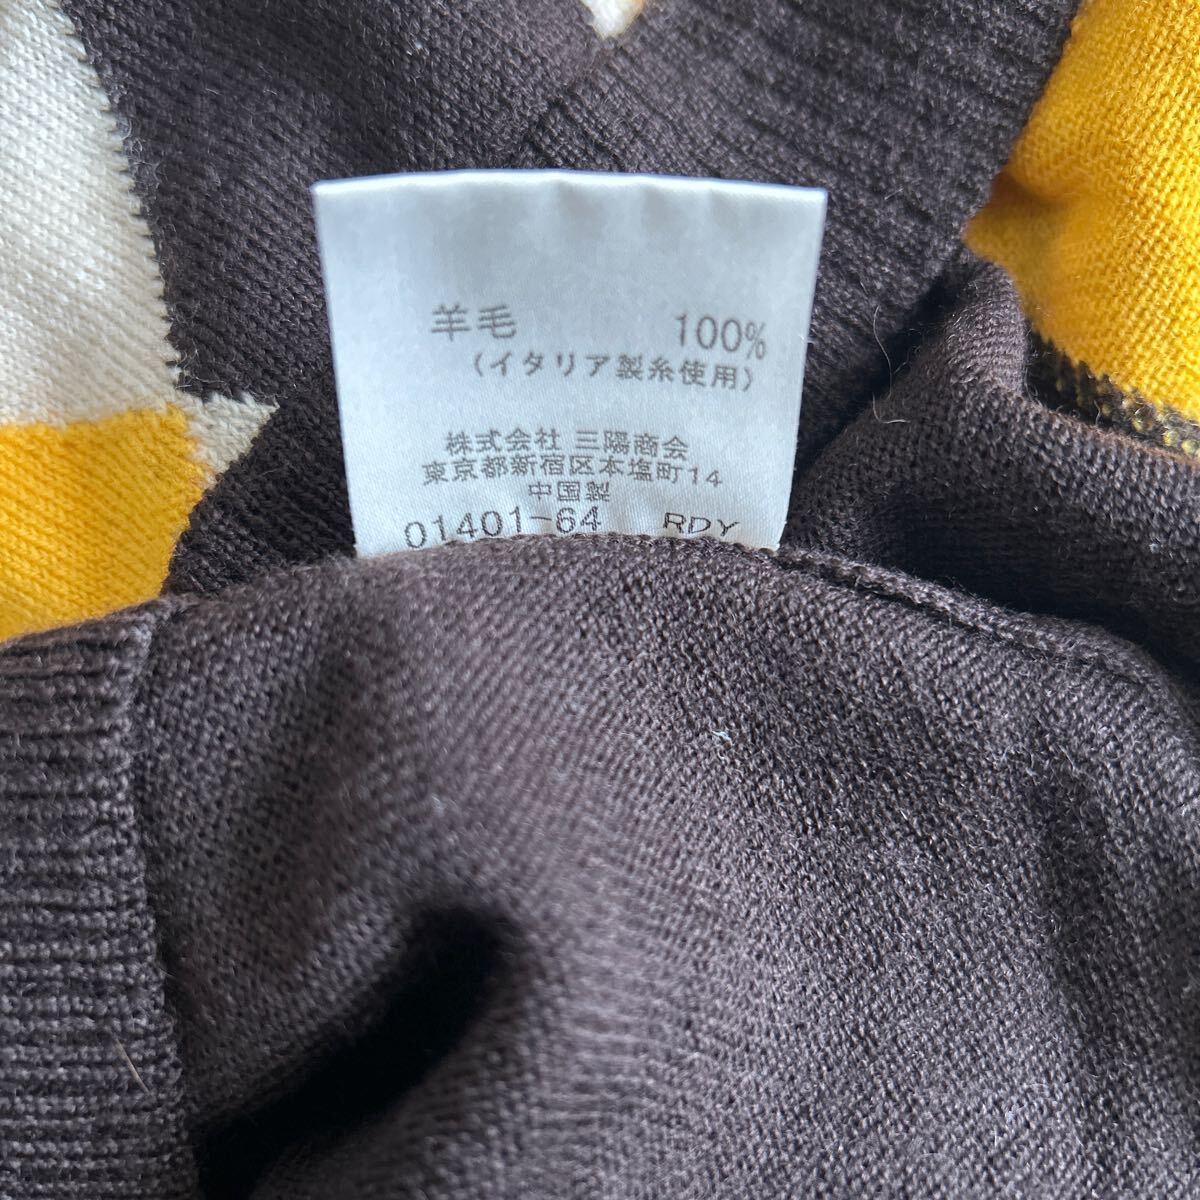 羊毛 100%
(イタリア製糸使用)
株式会社 三陽商会
東京都新宿区本塩町14
中国製
01401-64 RDY